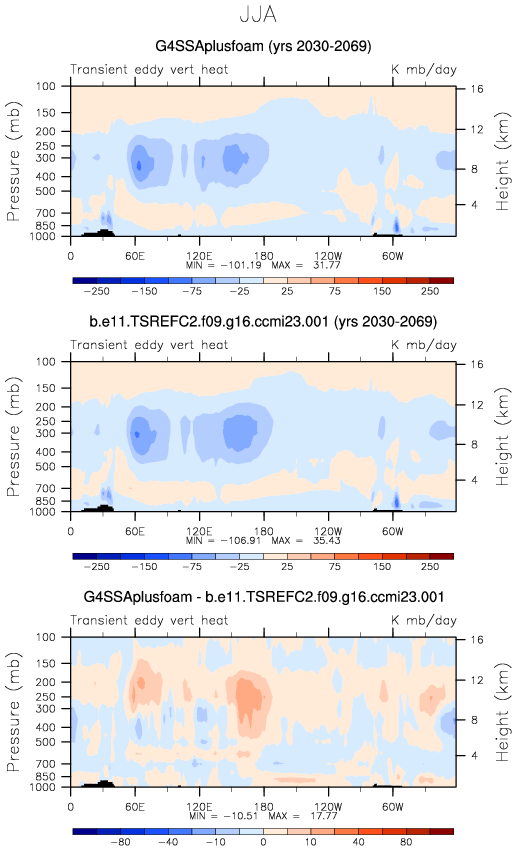 JJA
G4SSAplusfoam (yrs 2030-2069)
Transient eddy vert heat K mb/day
Pressure (mb)
Height (km)
100
150
200
250
300
400
500
700
850
1000
16
12
8
4
0 60E 120E 180 120W 60W
MIN = -101.19 MAX = 31.77
-250 -150 -75 -25 25 75 150 250
b.e11.TSREFC2.f09.g16.ccmi23.001 (yrs 2030-2069)
Transient eddy vert heat K mb/day
Pressure (mb)
Height (km)
100
150
200
250
300
400
500
700
850
1000
16
12
8
4
0 60E 120E 180 120W 60W
MIN = -106.91 MAX = 35.43
-250 -150 -75 -25 25 75 150 250
G4SSAplusfoam - b.e11.TSREFC2.f09.g16.ccmi23.001
Transient eddy vert heat K mb/day
Pressure (mb)
Height (km)
100
150
200
250
300
400
500
700
850
1000
16
12
8
4
0 60E 120E 180 120W 60W
MIN = -10.51 MAX = 17.77
-80 -40 -10 0 10 40 80